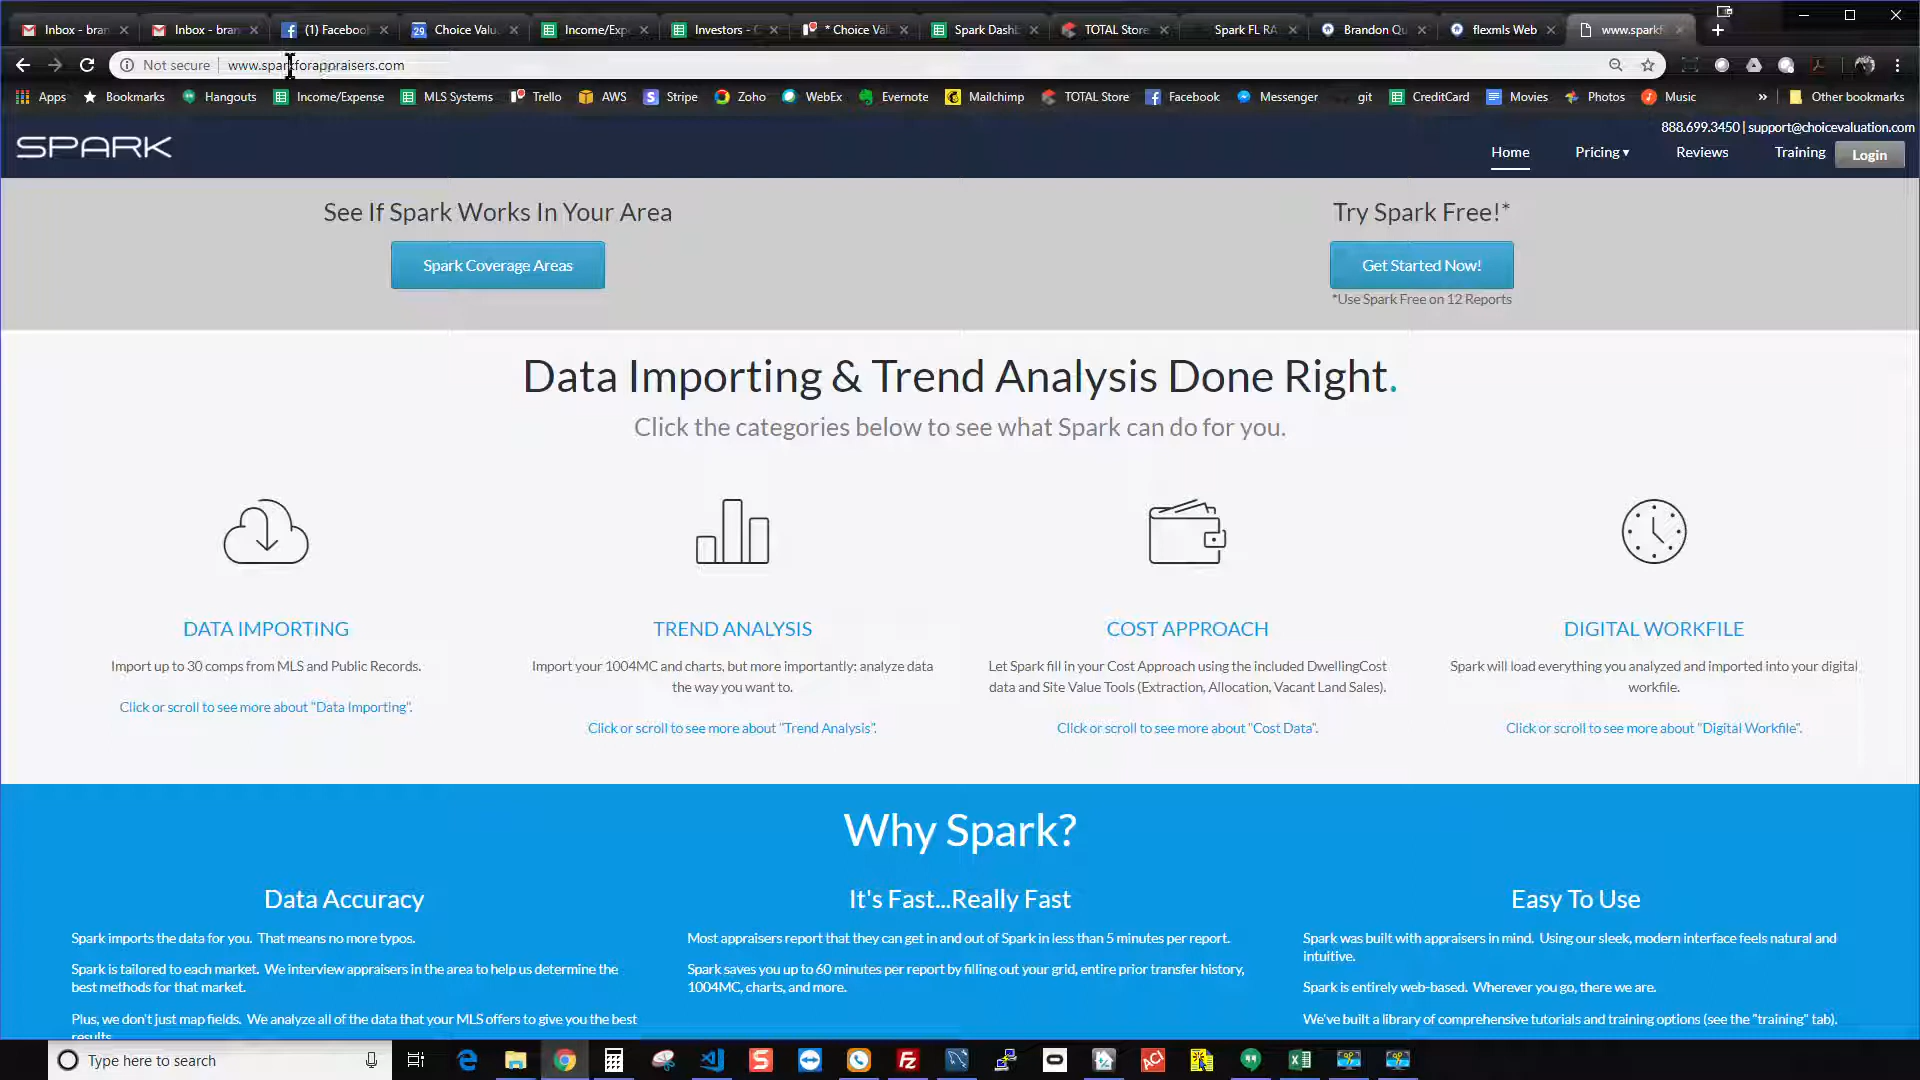 Inbox - bran
Inbox - bran
(1) Faceboo
Choice Valu
Income/Exp
Investors - C
* Choice Val
Spark Dash
TOTAL Store
Spark FL RA
Brandon Qu
flexmls Web
www.sparkf
Not secure
www.sparkforappraisers.com
Apps
Bookmarks
Hangouts
Income/Expense
MLS Systems
Trello
AWS
Stripe
Zoho
WebEx
Evernote
Mailchimp
TOTAL Store
Facebook
Messenger
git
CreditCard
Movies
Photos
Music
»
Other bookmarks
888.699.3450 | support@choicevaluation.com
SPARK
Home
Pricing ▾
Reviews
Training
Login
See If Spark Works In Your Area
Spark Coverage Areas
Try Spark Free!*
Get Started Now!
*Use Spark Free on 12 Reports
Data Importing & Trend Analysis Done Right.
Click the categories below to see what Spark can do for you.
DATA IMPORTING
Import up to 30 comps from MLS and Public Records.
Click or scroll to see more about "Data Importing".
TREND ANALYSIS
Import your 1004MC and charts, but more importantly: analyze data
the way you want to.
Click or scroll to see more about "Trend Analysis".
COST APPROACH
Let Spark fill in your Cost Approach using the included DwellingCost
data and Site Value Tools (Extraction, Allocation, Vacant Land Sales).
Click or scroll to see more about "Cost Data".
DIGITAL WORKFILE
Spark will load everything you analyzed and imported into your digital
workfile.
Click or scroll to see more about "Digital Workfile".
Why Spark?
Data Accuracy
Spark imports the data for you. That means no more typos.
Spark is tailored to each market. We interview appraisers in the area to help us determine the
best methods for that market.
Plus, we don't just map fields. We analyze all of the data that your MLS offers to give you the best
results.
It's Fast...Really Fast
Most appraisers report that they can get in and out of Spark in less than 5 minutes per report.
Spark saves you up to 60 minutes per report by filling out your grid, entire prior transfer history,
1004MC, charts, and more.
Easy To Use
Spark was built with appraisers in mind. Using our sleek, modern interface feels natural and
intuitive.
Spark is entirely web-based. Wherever you go, there we are.
We've built a library of comprehensive tutorials and training options (see the "training" tab).
Type here to search